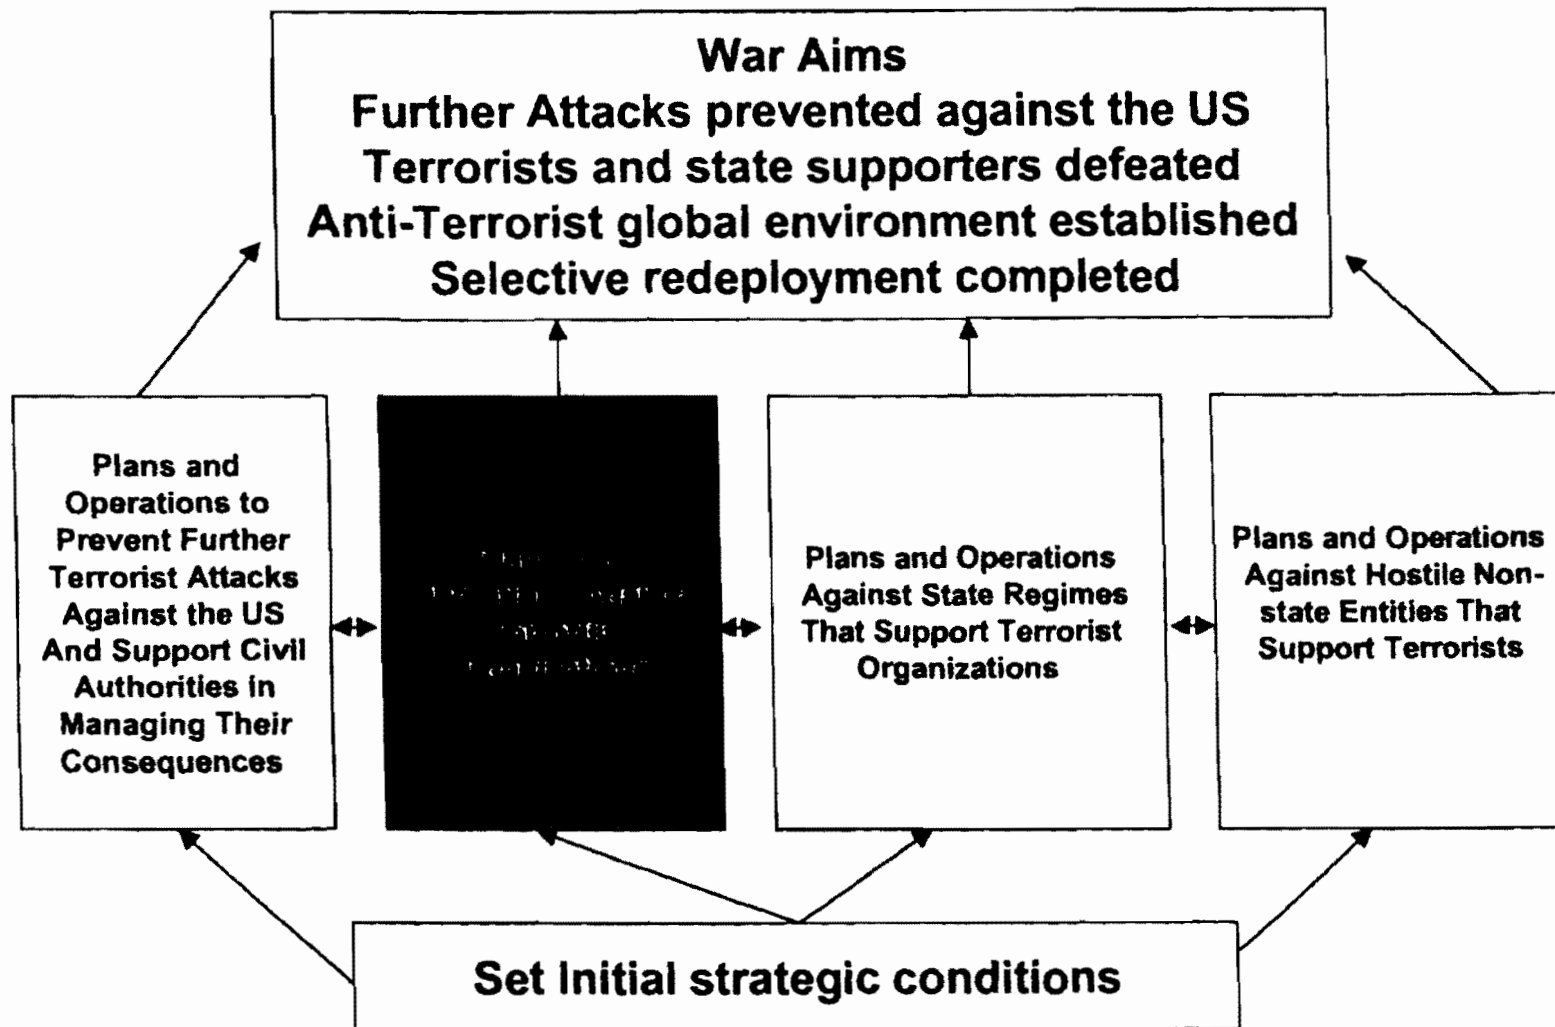 War Aims
Further Attacks prevented against the US
Terrorists and state supporters defeated
Anti-Terrorist global environment established
Selective redeployment completed
Plans and
Operations to
Prevent Further
Terrorist Attacks
Against the US
And Support Civil
Authorities in
Managing Their
Consequences
Plans and Operations
Against State Regimes
That Support Terrorist
Organizations
Plans and Operations
Against Hostile Non-
state Entities That
Support Terrorists
Set Initial strategic conditions